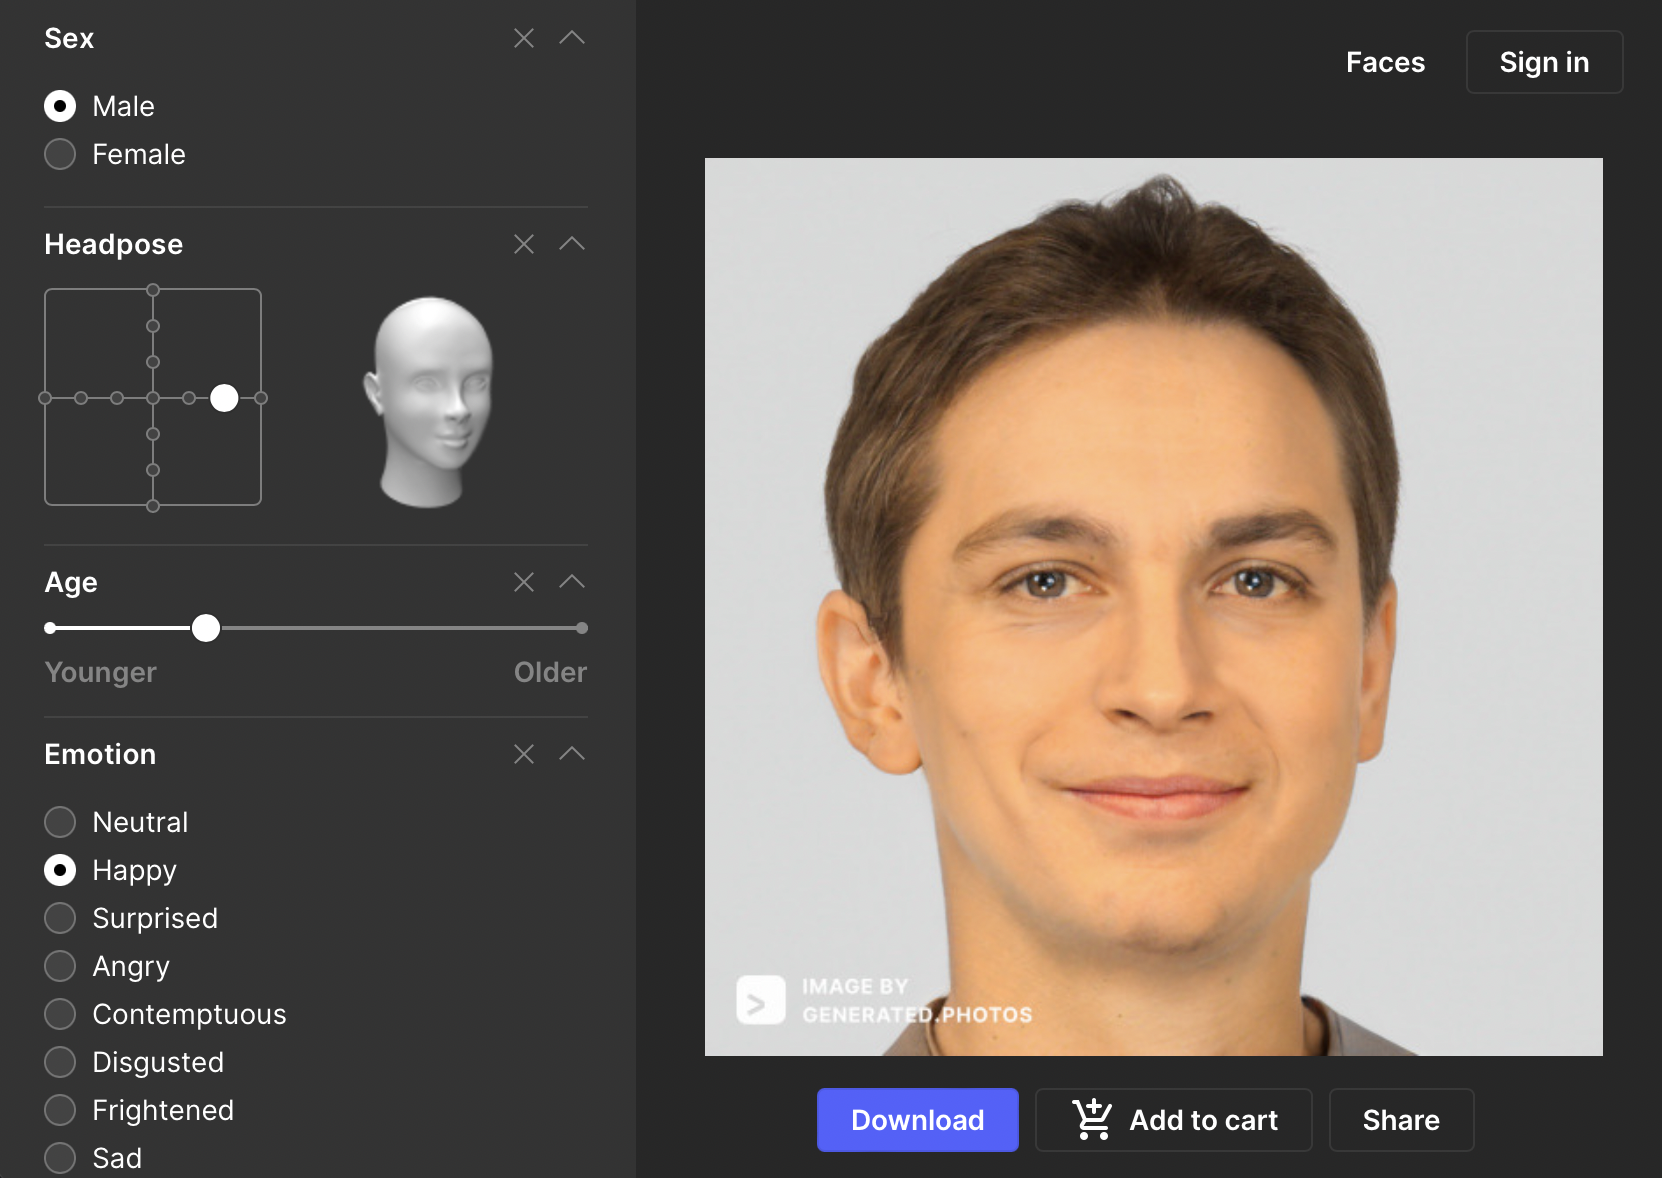 Sex
Male
Female
Headpose
Age
Younger
Older
Emotion
Neutral
Happy
Surprised
Angry
Contemptuous
Disgusted
Frightened
Sad
Faces
Sign in
IMAGE BY
GENERATED.PHOTOS
Download
Add to cart
Share